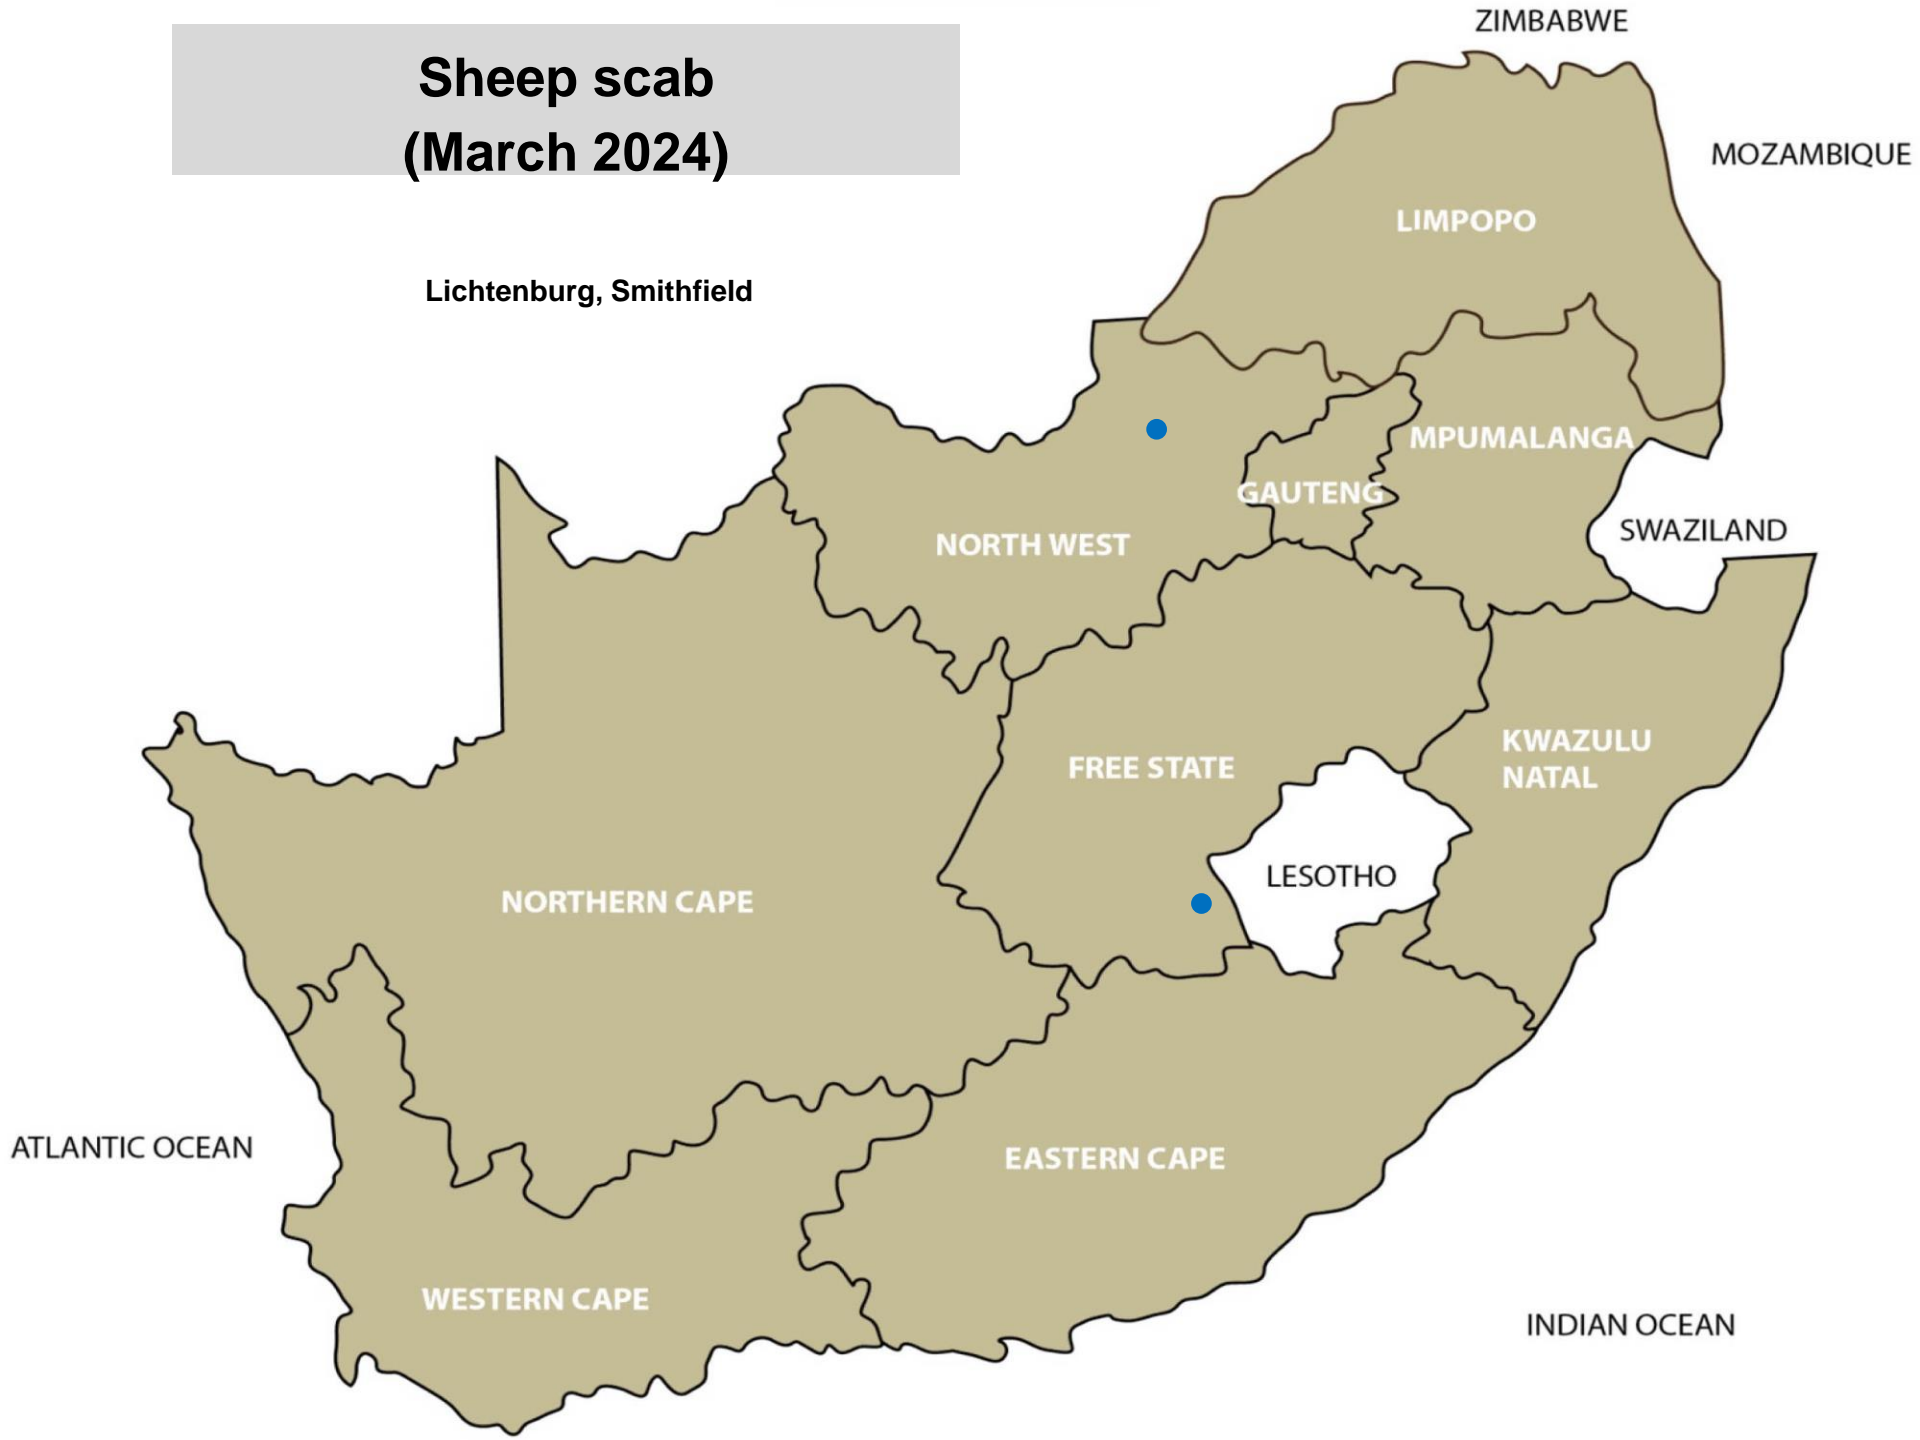 ZIMBABWE
Sheep scab
(March 2024)
MOZAMBIQUE
LIMPOPO
Lichtenburg, Smithfield
MPUMALANGA
GAUTENG
SWAZILAND
NORTH WEST
KWAZULU
NATAL
FREE STATE
LESOTHO
NORTHERN CAPE
ATLANTIC OCEAN
EASTERN CAPE
WESTERN CAPE
INDIAN OCEAN